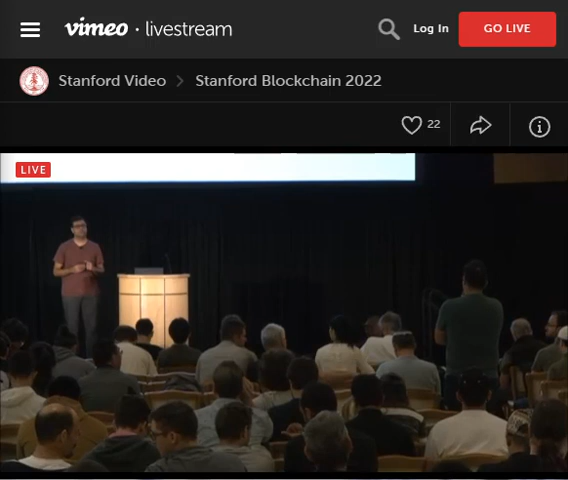 vimeo · livestream
Log In
GO LIVE
Stanford Video > Stanford Blockchain 2022
22
LIVE